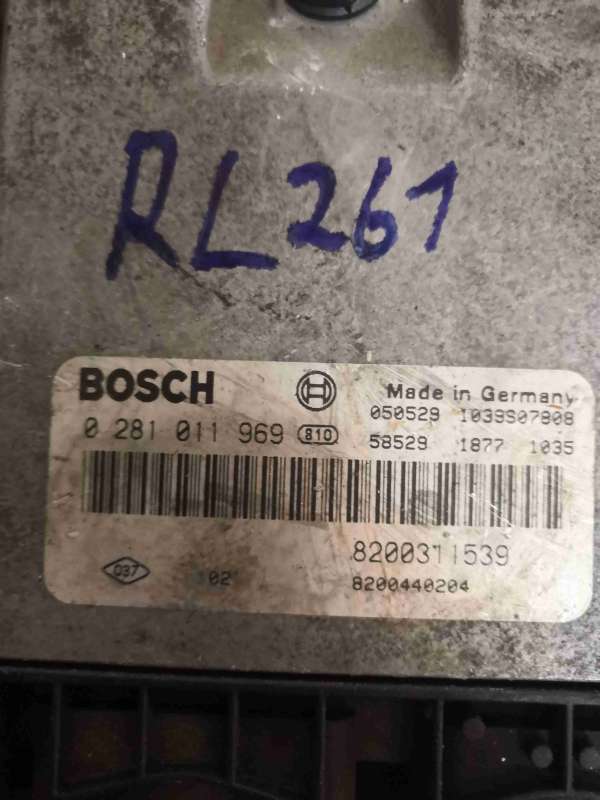 RL261
BOSCH Made in Germany
050529 1039S07808
0 281 011 969 810
58529 1877 1035
8200311539
037 02
8200440204